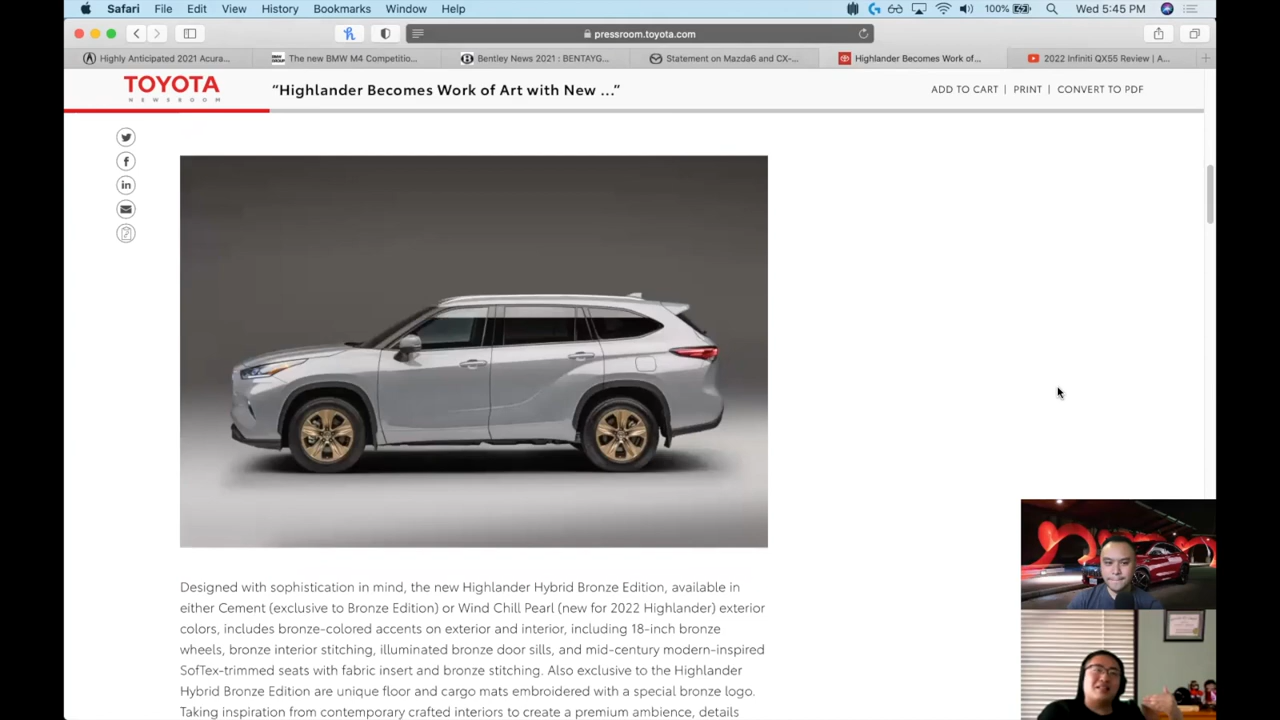 Safari File Edit View History Bookmarks Window Help 100% Wed 5:45 PM
pressroom.toyota.com
Highly Anticipated 2021 Acura... The new BMW M4 Competitio... Bentley News 2021 : BENTAYG... Statement on Mazda6 and CX-... Highlander Becomes Work of... 2022 Infiniti QX55 Review | A...
TOYOTA
NEWSROOM
“Highlander Becomes Work of Art with New ...”
ADD TO CART | PRINT | CONVERT TO PDF
Designed with sophistication in mind, the new Highlander Hybrid Bronze Edition, available in
either Cement (exclusive to Bronze Edition) or Wind Chill Pearl (new for 2022 Highlander) exterior
colors, includes bronze-colored accents on exterior and interior, including 18-inch bronze
wheels, bronze interior stitching, illuminated bronze door sills, and mid-century modern-inspired
SofTex-trimmed seats with fabric insert and bronze stitching. Also exclusive to the Highlander
Hybrid Bronze Edition are unique floor and cargo mats embroidered with a special bronze logo.
Taking inspiration from contemporary crafted interiors to create a premium ambience, details